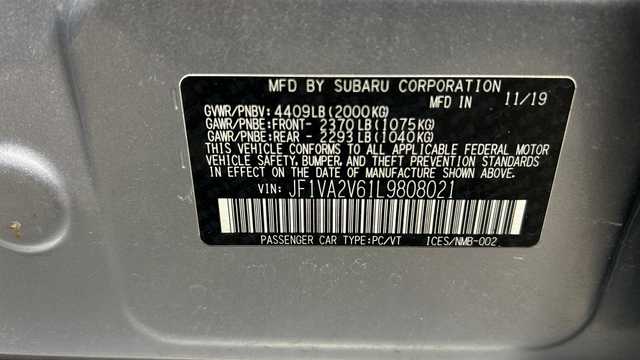 MFD BY SUBARU CORPORATION
MFD IN 11/19
GVWR/PNBV: 4409LB(2000KG)
GAWR/PNBE:FRONT- 2370LB(1075KG)
GAWR/PNBE:REAR - 2293LB(1040KG)
THIS VEHICLE CONFORMS TO ALL APPLICABLE FEDERAL MOTOR
VEHICLE SAFETY, BUMPER, AND THEFT PREVENTION STANDARDS
IN EFFECT ON THE DATE OF MANUFACTURE SHOWN ABOVE.
VIN: JF1VA2V61L9808021
PASSENGER CAR TYPE:PC/VT ICES/NMB-002